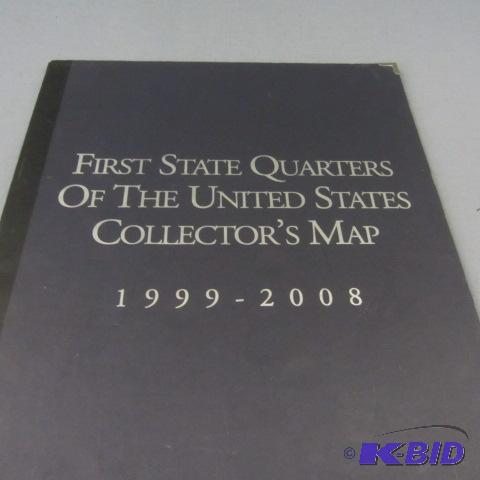 FIRST STATE QUARTERS
OF THE UNITED STATES
COLLECTOR'S MAP
1999-2008
© K-BID